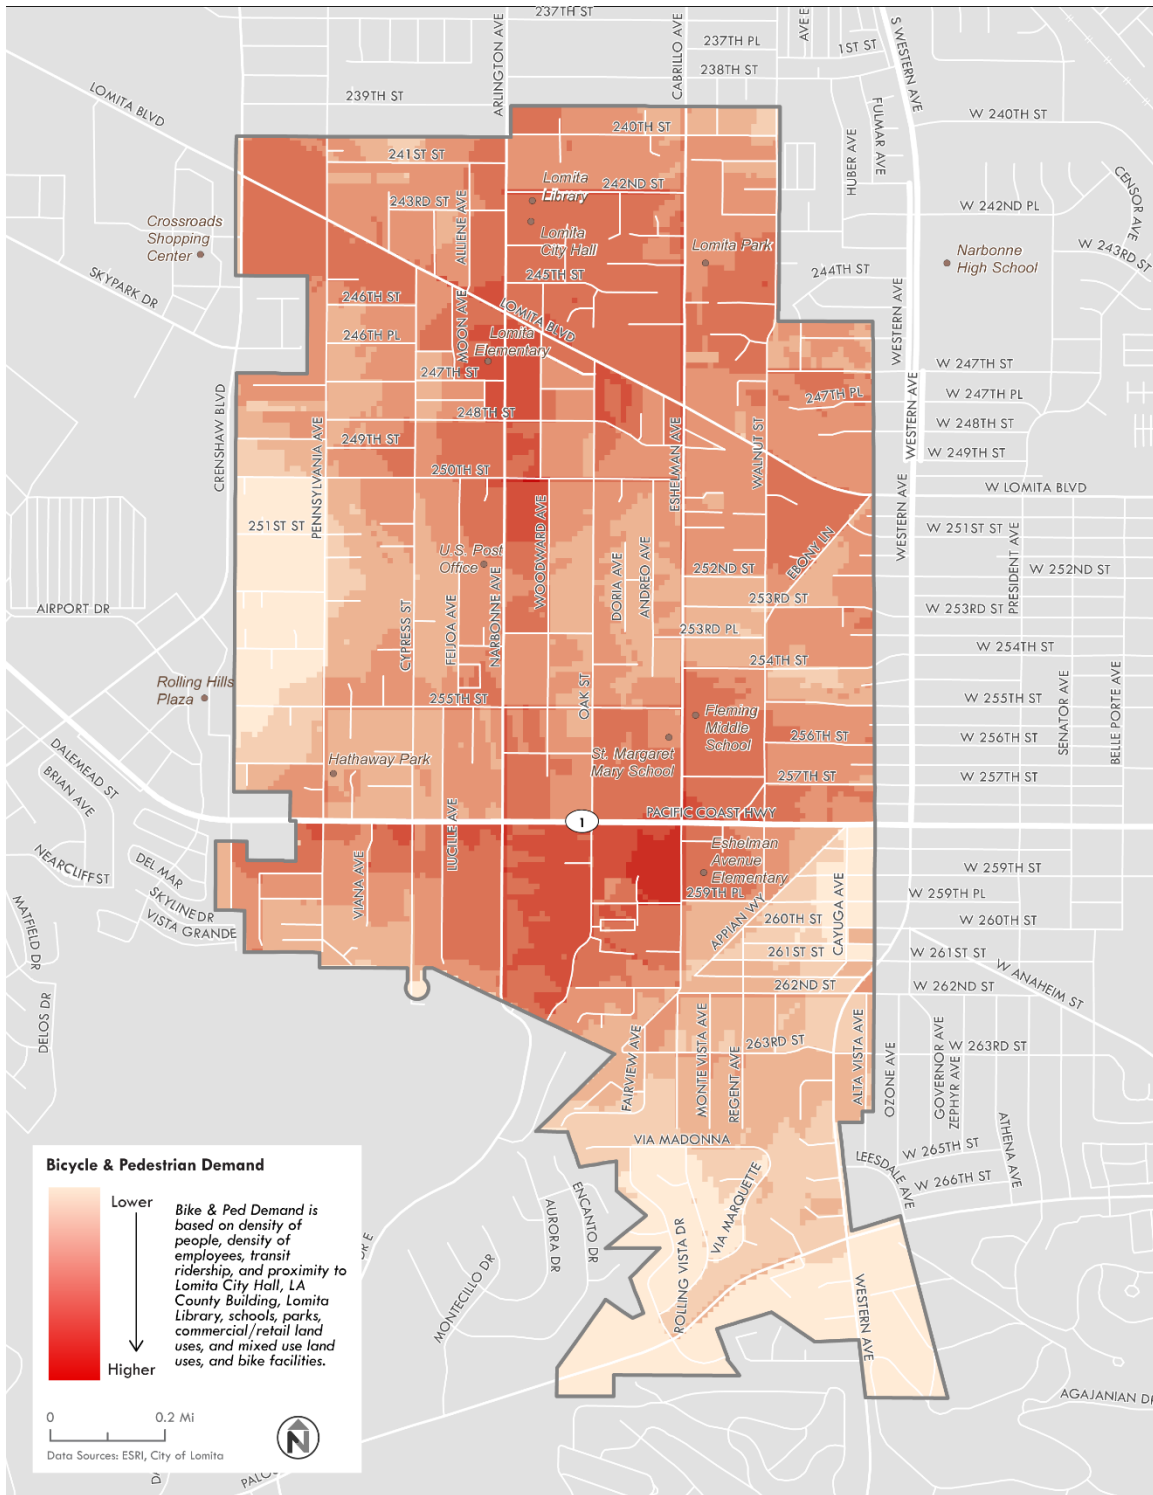 237TH ST
ARLINGTON AVE
CABRILLO AVE
AVE E
S WESTERN AVE
237TH PL
1ST ST
238TH ST
239TH ST
LOMITA BLVD
240TH ST
W 240TH ST
HUBER AVE
FULMAR AVE
CENSOR AVE
241ST ST
Lomita
Library
242ND ST
243RD ST
ALLIENE AVE
W 242ND PL
Crossroads
Shopping
Center
Lomita
City Hall
Lomita Park
Narbonne
High School
W 243RD ST
SKYPARK DR
245TH ST
244TH ST
246TH ST
MOON AVE
LOMITA BLVD
WESTERN AVE
246TH PL
Lomita
Elementary
247TH ST
W 247TH ST
CRENSHAW BLVD
PENNSYLVANIA AVE
247TH PL
W 247TH PL
248TH ST
WESTERN AVE
W 248TH ST
249TH ST
ESHELMAN AVE
WALNUT ST
W 249TH ST
250TH ST
W LOMITA BLVD
251ST ST
WOODWARD AVE
WESTERN AVE
W 251ST ST
PRESIDENT AVE
U.S. Post
Office
EBONY LN
252ND ST
W 252ND ST
AIRPORT DR
CYPRESS ST
FEIJOA AVE
NARBONNE AVE
DORIA AVE
ANDREO AVE
253RD ST
W 253RD ST
253RD PL
254TH ST
W 254TH ST
Rolling Hills
Plaza
255TH ST
OAK ST
W 255TH ST
SENATOR AVE
BELLE PORTE AVE
Fleming
Middle
School
256TH ST
W 256TH ST
DALEMEAD ST
Hathaway Park
St. Margaret
Mary School
BRIAN AVE
257TH ST
W 257TH ST
PACIFIC COAST HWY
1
LUCILLE AVE
NEARCLIFF ST
DEL MAR
VIANA AVE
Eshelman
Avenue
Elementary
W 259TH ST
SKYLINE DR
259TH PL
CAYUGA AVE
W 259TH PL
MATFIELD DR
VISTA GRANDE
APPIAN WY
260TH ST
W 260TH ST
261ST ST
W 261ST ST
W ANAHEIM ST
262ND ST
W 262ND ST
DELOS DR
FAIRVIEW AVE
MONTE VISTA AVE
REGENT AVE
263RD ST
ALTA VISTA AVE
OZONE AVE
GOVERNOR AVE
ZEPHYR AVE
W 263RD ST
ATHENA AVE
VIA MADONNA
W 265TH ST
LEESDALE AVE
W 266TH ST
VIA MARQUETTE
ENCANTO DR
AURORA DR
ROLLING VISTA DR
MONTECILLO DR
WESTERN AVE
AGAJANIAN DR
Bicycle & Pedestrian Demand
Lower
Higher
Bike & Ped Demand is
based on density of
people, density of
employees, transit
ridership, and proximity to
Lomita City Hall, LA
County Building, Lomita
Library, schools, parks,
commercial/retail land
uses, and mixed use land
uses, and bike facilities.
0
0.2 Mi
N
Data Sources: ESRI, City of Lomita